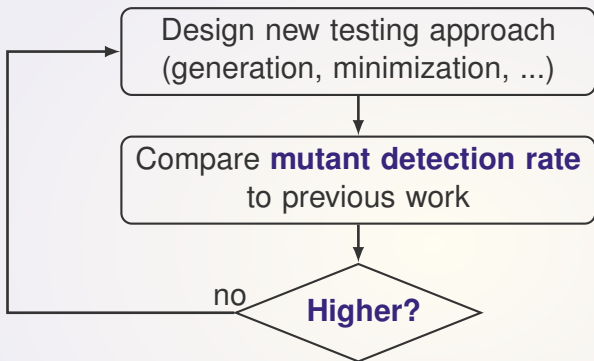 Design new testing approach
(generation, minimization, ...)
Compare mutant detection rate
to previous work
no
Higher?